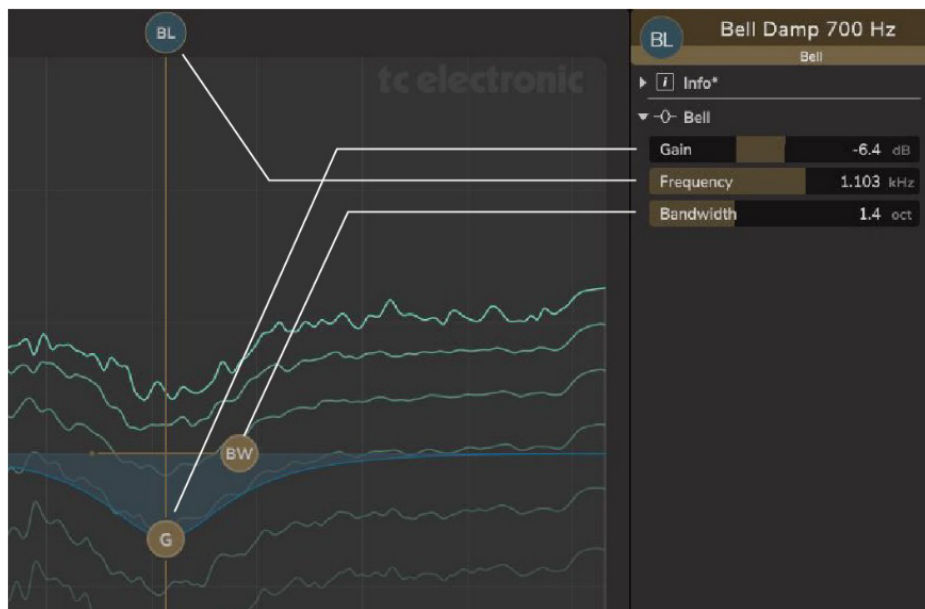 BL
tc electronic
BW
G
BL
Bell Damp 700 Hz
Bell
i Info*
Bell
Gain -6.4 dB
Frequency 1.103 kHz
Bandwidth 1.4 oct